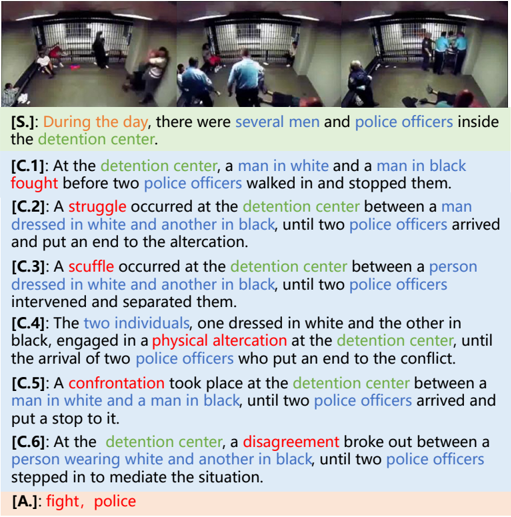 [S.]: During the day, there were several men and police officers inside
the detention center.
[C.1]: At the detention center, a man in white and a man in black
fought before two police officers walked in and stopped them.
[C.2]: A struggle occurred at the detention center between a man
dressed in white and another in black, until two police officers arrived
and put an end to the altercation.
[C.3]: A scuffle occurred at the detention center between a person
dressed in white and another in black, until two police officers
intervened and separated them.
[C.4]: The two individuals, one dressed in white and the other in
black, engaged in a physical altercation at the detention center, until
the arrival of two police officers who put an end to the conflict.
[C.5]: A confrontation took place at the detention center between a
man in white and a man in black, until two police officers arrived and
put a stop to it.
[C.6]: At the detention center, a disagreement broke out between a
person wearing white and another in black, until two police officers
stepped in to mediate the situation.
[A.]: fight, police